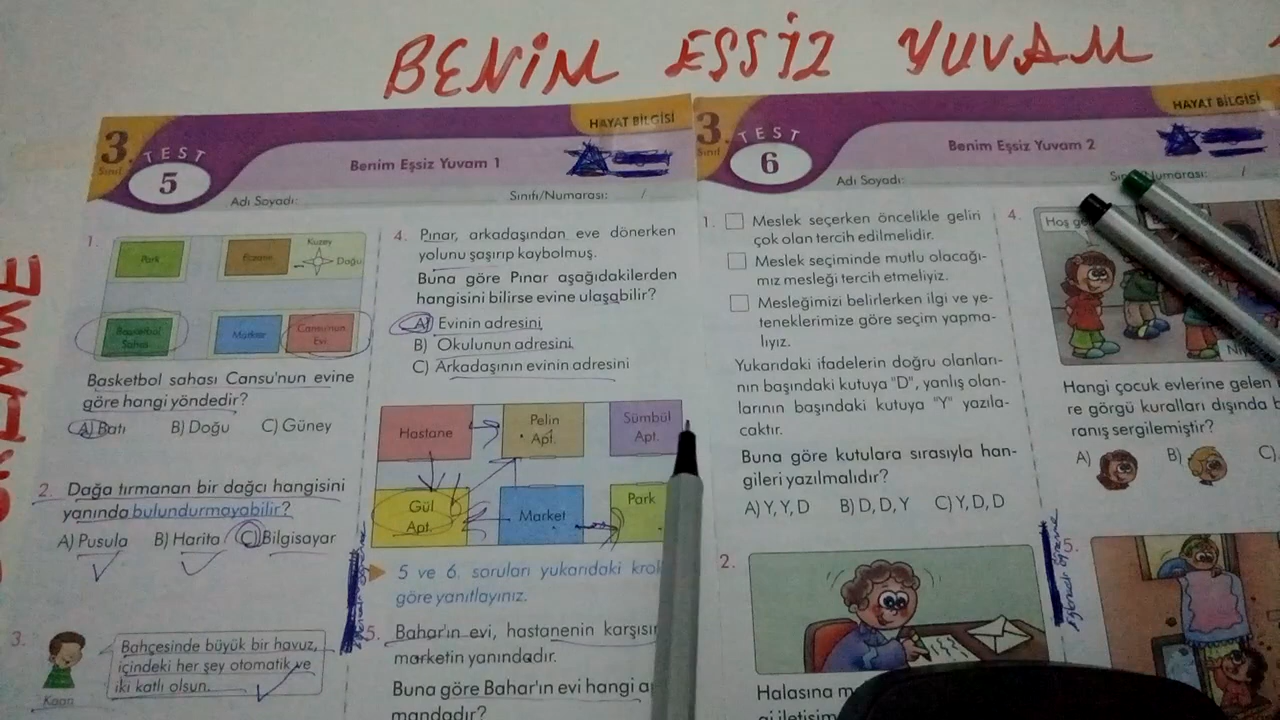 BENİM EŞSİZ YUVAM
3.
Sınıf
TEST
5
HAYAT BİLGİSİ
Benim Eşsiz Yuvam 1
Adı Soyadı:
Sınıfı/Numarası: /
1.
Park
Eczane
Kuzey
Doğu
Basketbol
Sahası
Market
Cansu'nun
Evi
Basketbol sahası Cansu'nun evine
göre hangi yöndedir?
A) Batı B) Doğu C) Güney
2. Dağa tırmanan bir dağcı hangisini
yanında bulundurmayabilir?
A) Pusula B) Harita C) Bilgisayar
3.
Bahçesinde büyük bir havuz,
içindeki her şey otomatik ve
iki katlı olsun.
Kaan
4. Pınar, arkadaşından eve dönerken
yolunu şaşırıp kaybolmuş.
Buna göre Pınar aşağıdakilerden
hangisini bilirse evine ulaşabilir?
A) Evinin adresini
B) Okulunun adresini
C) Arkadaşının evinin adresini
Hastane
Pelin
Apt.
Sümbül
Apt.
Gül
Apt.
Market
Park
5 ve 6. soruları yukarıdaki
göre yanıtlayınız.
5. Bahar'ın evi, hastanenin
marketin yanındadır.
Buna göre Bahar'ın evi hangi
mandadır?
3.
Sınıf
TEST
6
HAYAT BİLGİSİ
Benim Eşsiz Yuvam 2
Adı Soyadı:
Numarası: /
1. Meslek seçerken öncelikle geliri
çok olan tercih edilmelidir.
Meslek seçiminde mutlu olacağı-
mız mesleği tercih etmeliyiz.
Mesleğimizi belirlerken ilgi ve ye-
teneklerimize göre seçim yapma-
lıyız.
Yukarıdaki ifadelerin doğru olanları-
nın başındaki kutuya "D", yanlış olan-
larının başındaki kutuya "Y" yazıla-
caktır.
Buna göre kutulara sırasıyla han-
gileri yazılmalıdır?
A) Y, Y, D B) D, D, Y C) Y, D, D
2.
Halasına
4.
Hoş
Hangi çocuk evlerine gelen
re görgü kuralları dışında
ranış sergilemiştir?
A) B) C)
5.